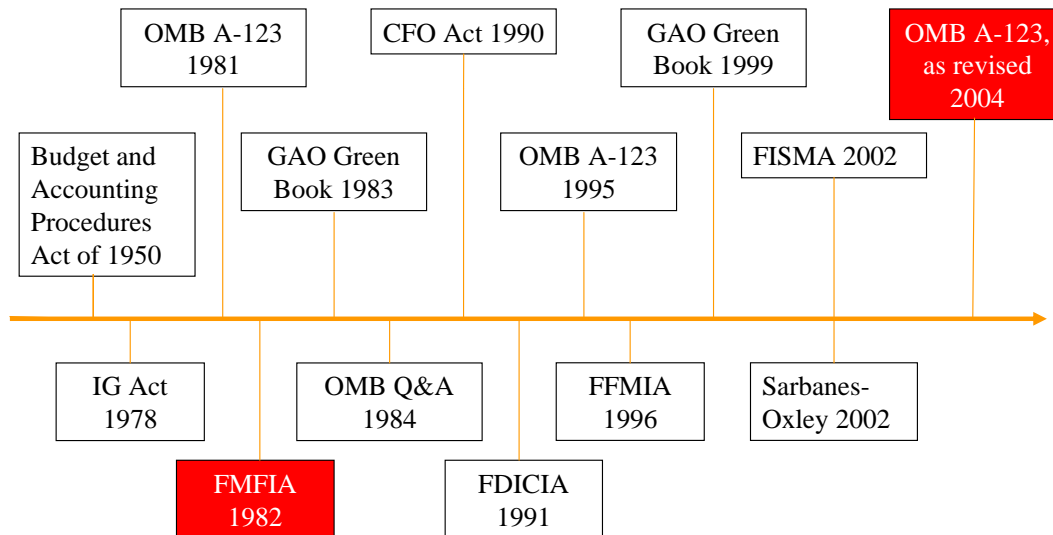 OMB A-123
1981
CFO Act 1990
GAO Green
Book 1999
OMB A-123,
as revised
2004
Budget and
Accounting
Procedures
Act of 1950
GAO Green
Book 1983
OMB A-123
1995
FISMA 2002
IG Act
1978
OMB Q&A
1984
FFMIA
1996
Sarbanes-
Oxley 2002
FMFIA
1982
FDICIA
1991